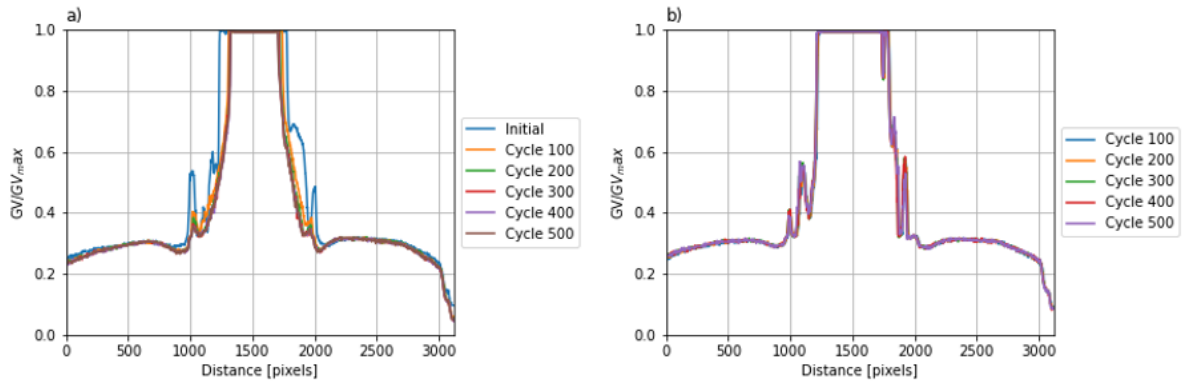 a)
GV/GV_max
1.0
0.8
0.6
0.4
0.2
0.0
0 500 1000 1500 2000 2500 3000
Distance [pixels]
Initial
Cycle 100
Cycle 200
Cycle 300
Cycle 400
Cycle 500
b)
GV/GV_max
1.0
0.8
0.6
0.4
0.2
0.0
0 500 1000 1500 2000 2500 3000
Distance [pixels]
Cycle 100
Cycle 200
Cycle 300
Cycle 400
Cycle 500